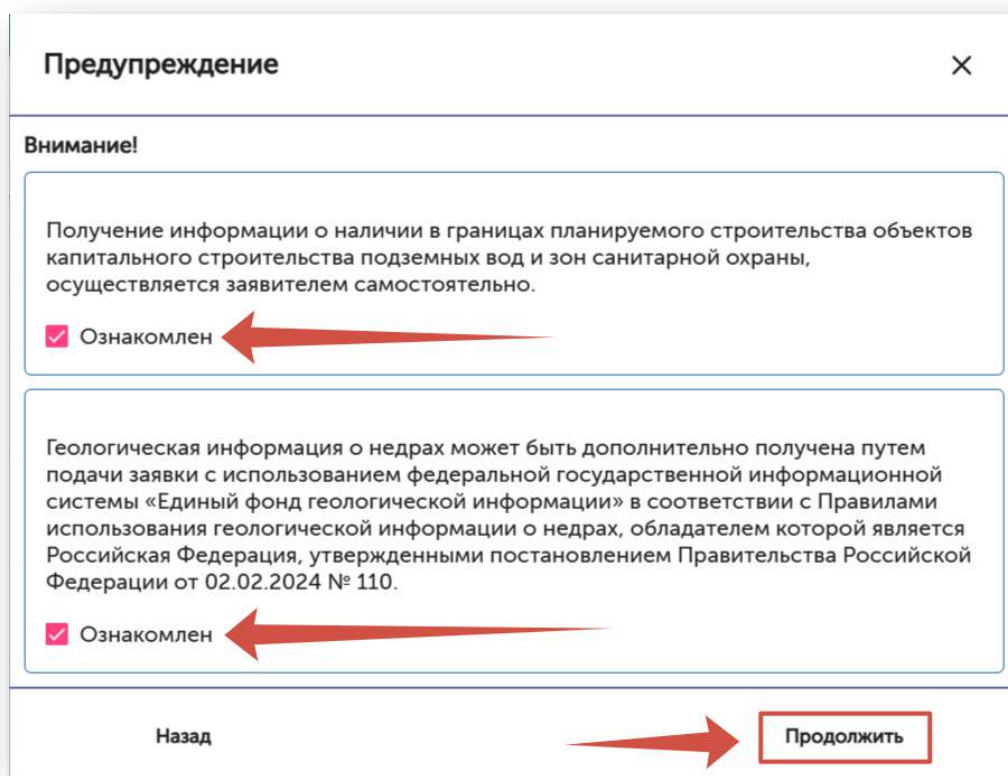 Предупреждение
Внимание!
Получение информации о наличии в границах планируемого строительства объектов
капитального строительства подземных вод и зон санитарной охраны,
осуществляется заявителем самостоятельно.
Ознакомлен
Геологическая информация о недрах может быть дополнительно получена путем
подачи заявки с использованием федеральной государственной информационной
системы «Единый фонд геологической информации» в соответствии с Правилами
использования геологической информации о недрах, обладателем которой является
Российская Федерация, утвержденными постановлением Правительства Российской
Федерации от 02.02.2024 № 110.
Ознакомлен
Назад
Продолжить